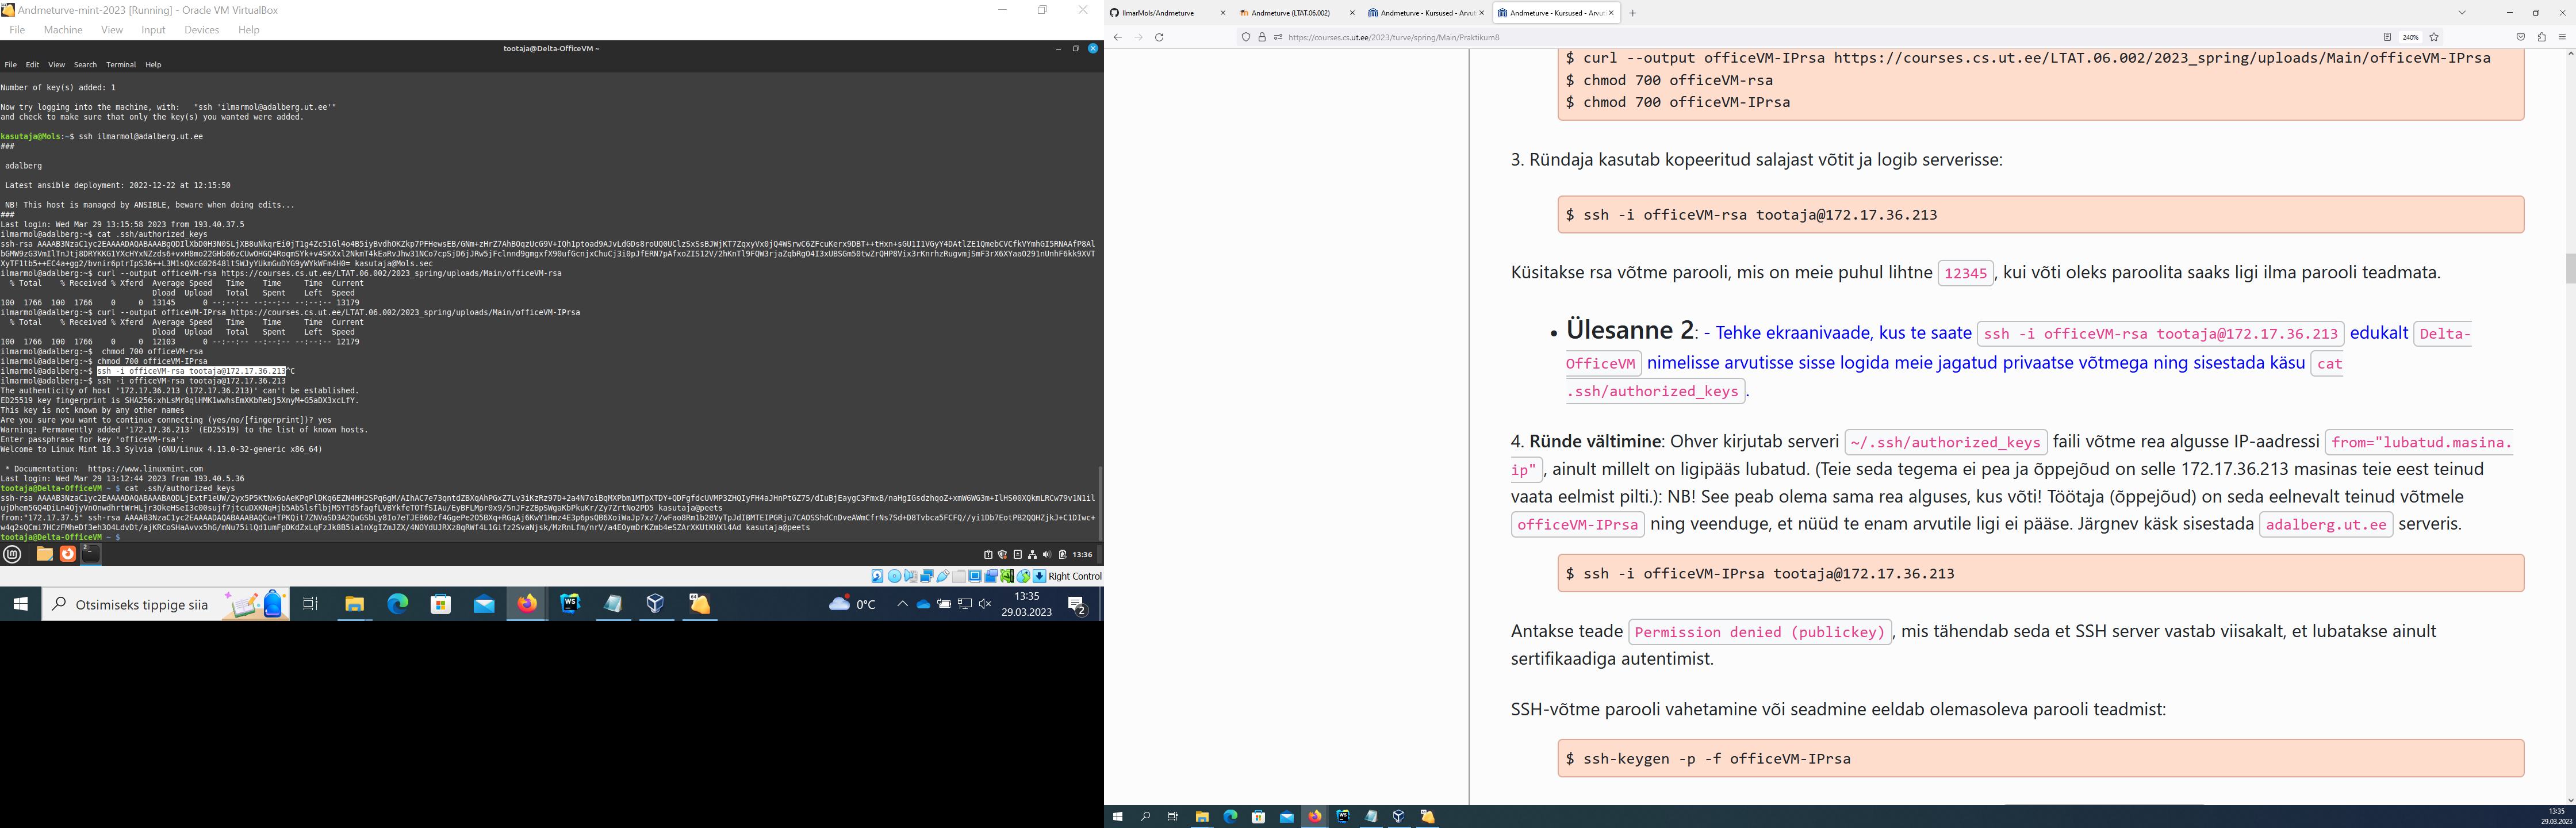 Andmeturve-mint-2023 [Running] - Oracle VM VirtualBox
File Machine View Input Devices Help
tootaja@Delta-OfficeVM ~
File Edit View Search Terminal Help
Number of key(s) added: 1
Now try logging into the machine, with: "ssh 'ilmarmol@adalberg.ut.ee'"
and check to make sure that only the key(s) you wanted were added.
kasutaja@Mols:~$ ssh ilmarmol@adalberg.ut.ee
###
adalberg
Latest ansible deployment: 2022-12-22 at 12:15:50
NB! This host is managed by ANSIBLE, beware when doing edits...
###
Last login: Wed Mar 29 13:15:58 2023 from 193.40.37.5
ilmarmol@adalberg:~$ cat .ssh/authorized_keys
ssh-rsa
kasutaja@Mols.sec
ilmarmol@adalberg:~$ curl --output officeVM-rsa https://courses.cs.ut.ee/LTAT.06.002/2023_spring/uploads/Main/officeVM-rsa
% Total % Received % Xferd Average Speed Time Time Time Current
Dload Upload Total Spent Left Speed
100 1766 100 1766 0 0 13145 0 --:--:-- --:--:-- --:--:-- 13179
ilmarmol@adalberg:~$ curl --output officeVM-IPrsa https://courses.cs.ut.ee/LTAT.06.002/2023_spring/uploads/Main/officeVM-IPrsa
% Total % Received % Xferd Average Speed Time Time Time Current
Dload Upload Total Spent Left Speed
100 1766 100 1766 0 0 12103 0 --:--:-- --:--:-- --:--:-- 12179
ilmarmol@adalberg:~$ chmod 700 officeVM-rsa
ilmarmol@adalberg:~$ chmod 700 officeVM-IPrsa
ilmarmol@adalberg:~$ ssh -i officeVM-rsa tootaja@172.17.36.213^C
ilmarmol@adalberg:~$ ssh -i officeVM-rsa tootaja@172.17.36.213
The authenticity of host '172.17.36.213 (172.17.36.213)' can't be established.
ED25519 key fingerprint is
This key is not known by any other names
Are you sure you want to continue connecting (yes/no/[fingerprint])? yes
Warning: Permanently added '172.17.36.213' (ED25519) to the list of known hosts.
Enter passphrase for key 'officeVM-rsa':
Welcome to Linux Mint 18.3 Sylvia (GNU/Linux 4.13.0-32-generic x86_64)
* Documentation: https://www.linuxmint.com
Last login: Wed Mar 29 13:12:44 2023 from 193.40.5.36
tootaja@Delta-OfficeVM ~ $ cat .ssh/authorized_keys
ssh-rsa
kasutaja@peets
from="172.17.37.5" ssh-rsa
kasutaja@peets
tootaja@Delta-OfficeVM ~ $
13:36
Right Control
Otsimiseks tippige siia
0°C
13:35
29.03.2023
2
IlmarMols/Andmeturve
Andmeturve (LTAT.06.002)
Andmeturve - Kursused - Arvut
Andmeturve - Kursused - Arvut
https://courses.cs.ut.ee/2023/turve/spring/Main/Praktikum8
240%
$ curl --output officeVM-IPrsa https://courses.cs.ut.ee/LTAT.06.002/2023_spring/uploads/Main/officeVM-IPrsa
$ chmod 700 officeVM-rsa
$ chmod 700 officeVM-IPrsa
3. Ründaja kasutab kopeeritud salajast võtit ja logib serverisse:
$ ssh -i officeVM-rsa tootaja@172.17.36.213
Küsitakse rsa võtme parooli, mis on meie puhul lihtne 12345, kui võti oleks paroolita saaks ligi ilma parooli teadmata.
• Ülesanne 2: - Tehke ekraanivaade, kus te saate ssh -i officeVM-rsa tootaja@172.17.36.213 edukalt Delta-
OfficeVM nimelisse arvutisse sisse logida meie jagatud privaatse võtmega ning sisestada käsu cat
.ssh/authorized_keys.
4. Ründe vältimine: Ohver kirjutab serveri ~/.ssh/authorized_keys faili võtme rea algusse IP-aadressi from="lubatud.masina.
ip", ainult millelt on ligipääs lubatud. (Teie seda tegema ei pea ja õppejõud on selle 172.17.36.213 masinas teie eest teinud
vaata eelmist pilti.): NB! See peab olema sama rea alguses, kus võti! Töötaja (õppejõud) on seda eelnevalt teinud võtmele
officeVM-IPrsa ning veenduge, et nüüd te enam arvutile ligi ei pääse. Järgnev käsk sisestada adalberg.ut.ee serveris.
$ ssh -i officeVM-IPrsa tootaja@172.17.36.213
Antakse teade Permission denied (publickey), mis tähendab seda et SSH server vastab viisakalt, et lubatakse ainult
sertifikaadiga autentimist.
SSH-võtme parooli vahetamine või seadmine eeldab olemasoleva parooli teadmist:
$ ssh-keygen -p -f officeVM-IPrsa
13:35
29.03.2023